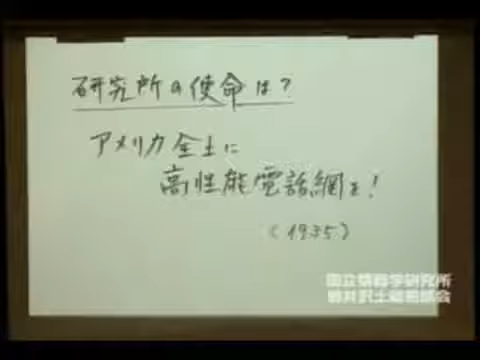 研究所の使命は?
アメリカ全土に
高性能電話網を!
(1935)
国立情報学研究所
軽井沢土曜懇話会